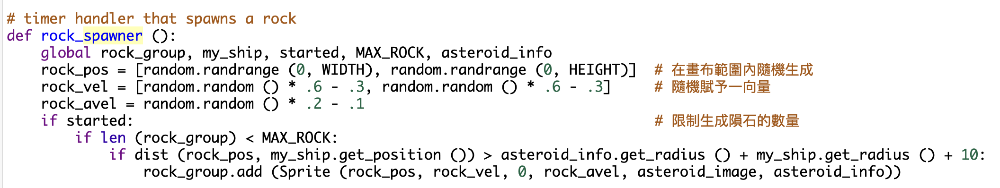 # timer handler that spawns a rock
def rock_spawner ():
    global rock_group, my_ship, started, MAX_ROCK, asteroid_info
    rock_pos = [random.randrange (0, WIDTH), random.randrange (0, HEIGHT)]  # 在畫布範圍內隨機生成
    rock_vel = [random.random () * .6 - .3, random.random () * .6 - .3]     # 隨機賦予一向量
    rock_avel = random.random () * .2 - .1
    if started:                                                             # 限制生成隕石的數量
        if len (rock_group) < MAX_ROCK:
            if dist (rock_pos, my_ship.get_position ()) > asteroid_info.get_radius () + my_ship.get_radius () + 10:
                rock_group.add (Sprite (rock_pos, rock_vel, 0, rock_avel, asteroid_image, asteroid_info))